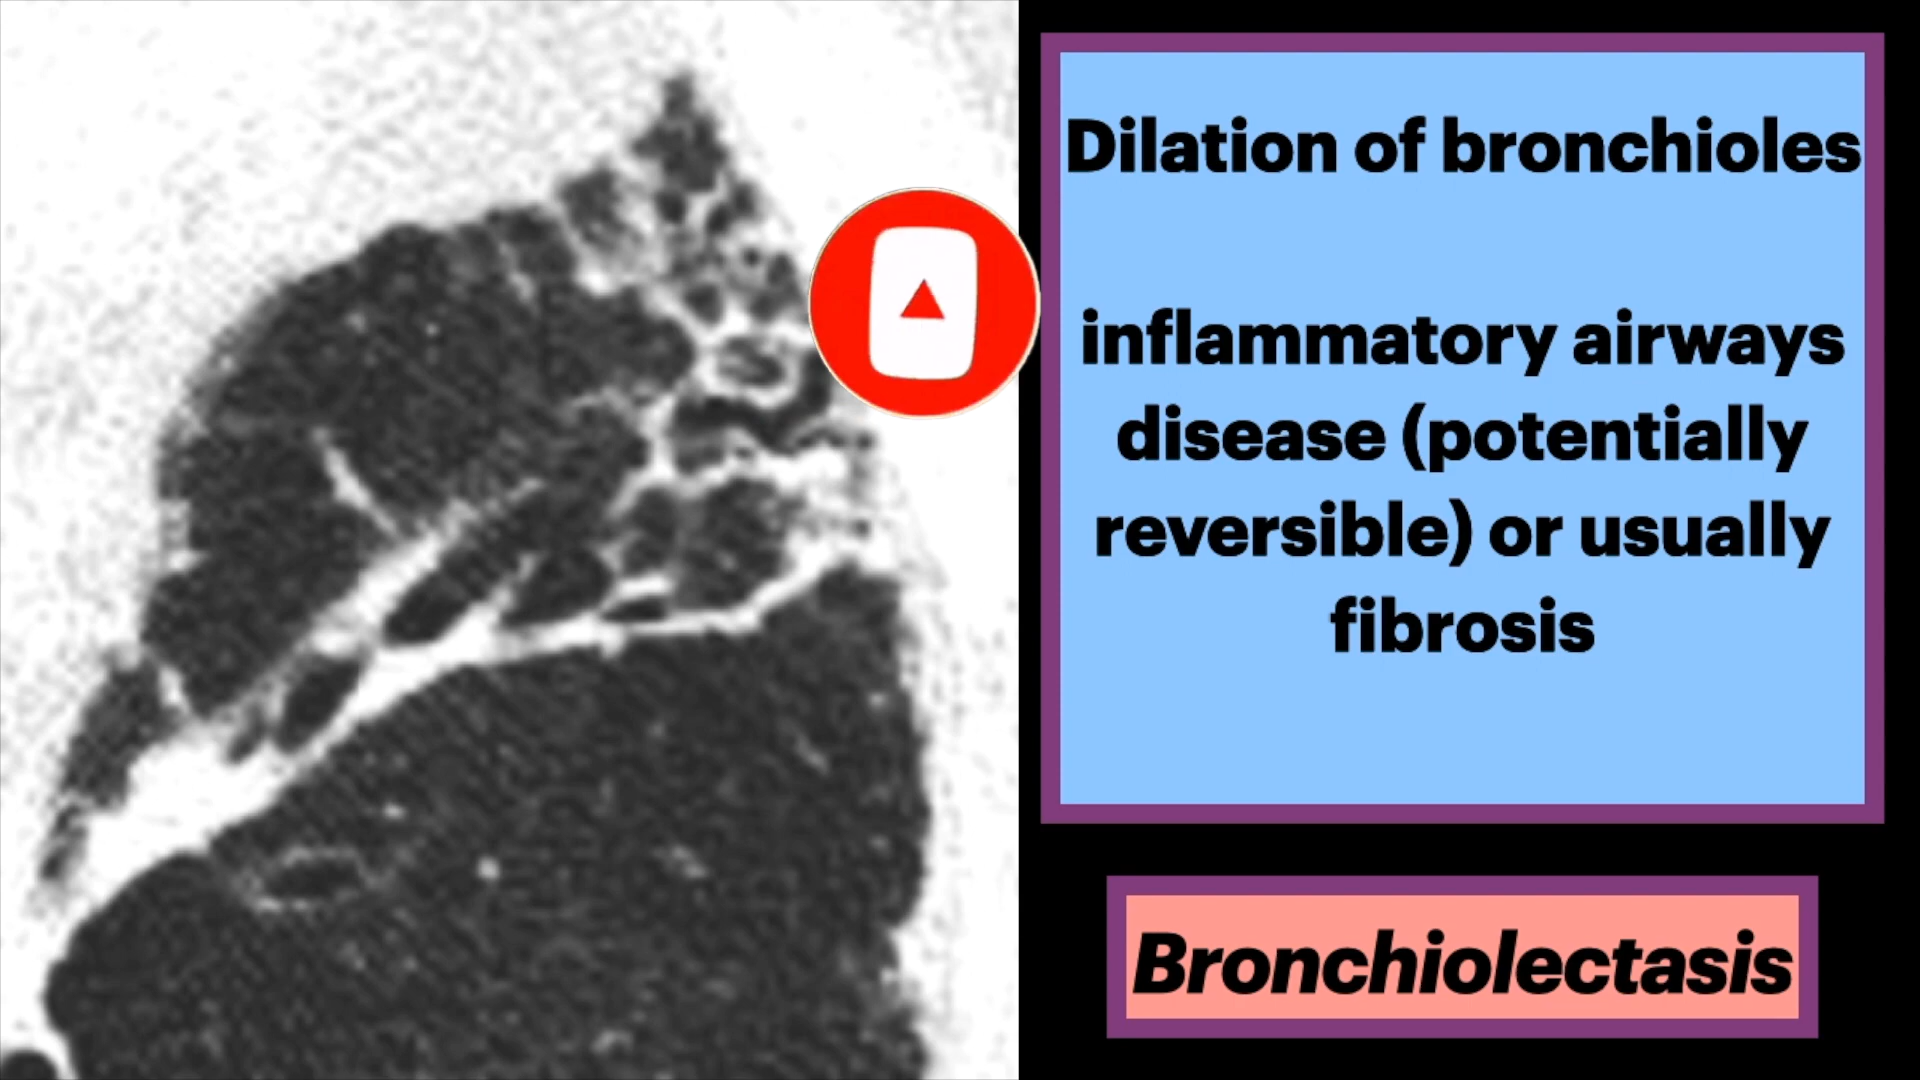 Dilation of bronchioles
inflammatory airways
disease (potentially
reversible) or usually
fibrosis
Bronchiolectasis